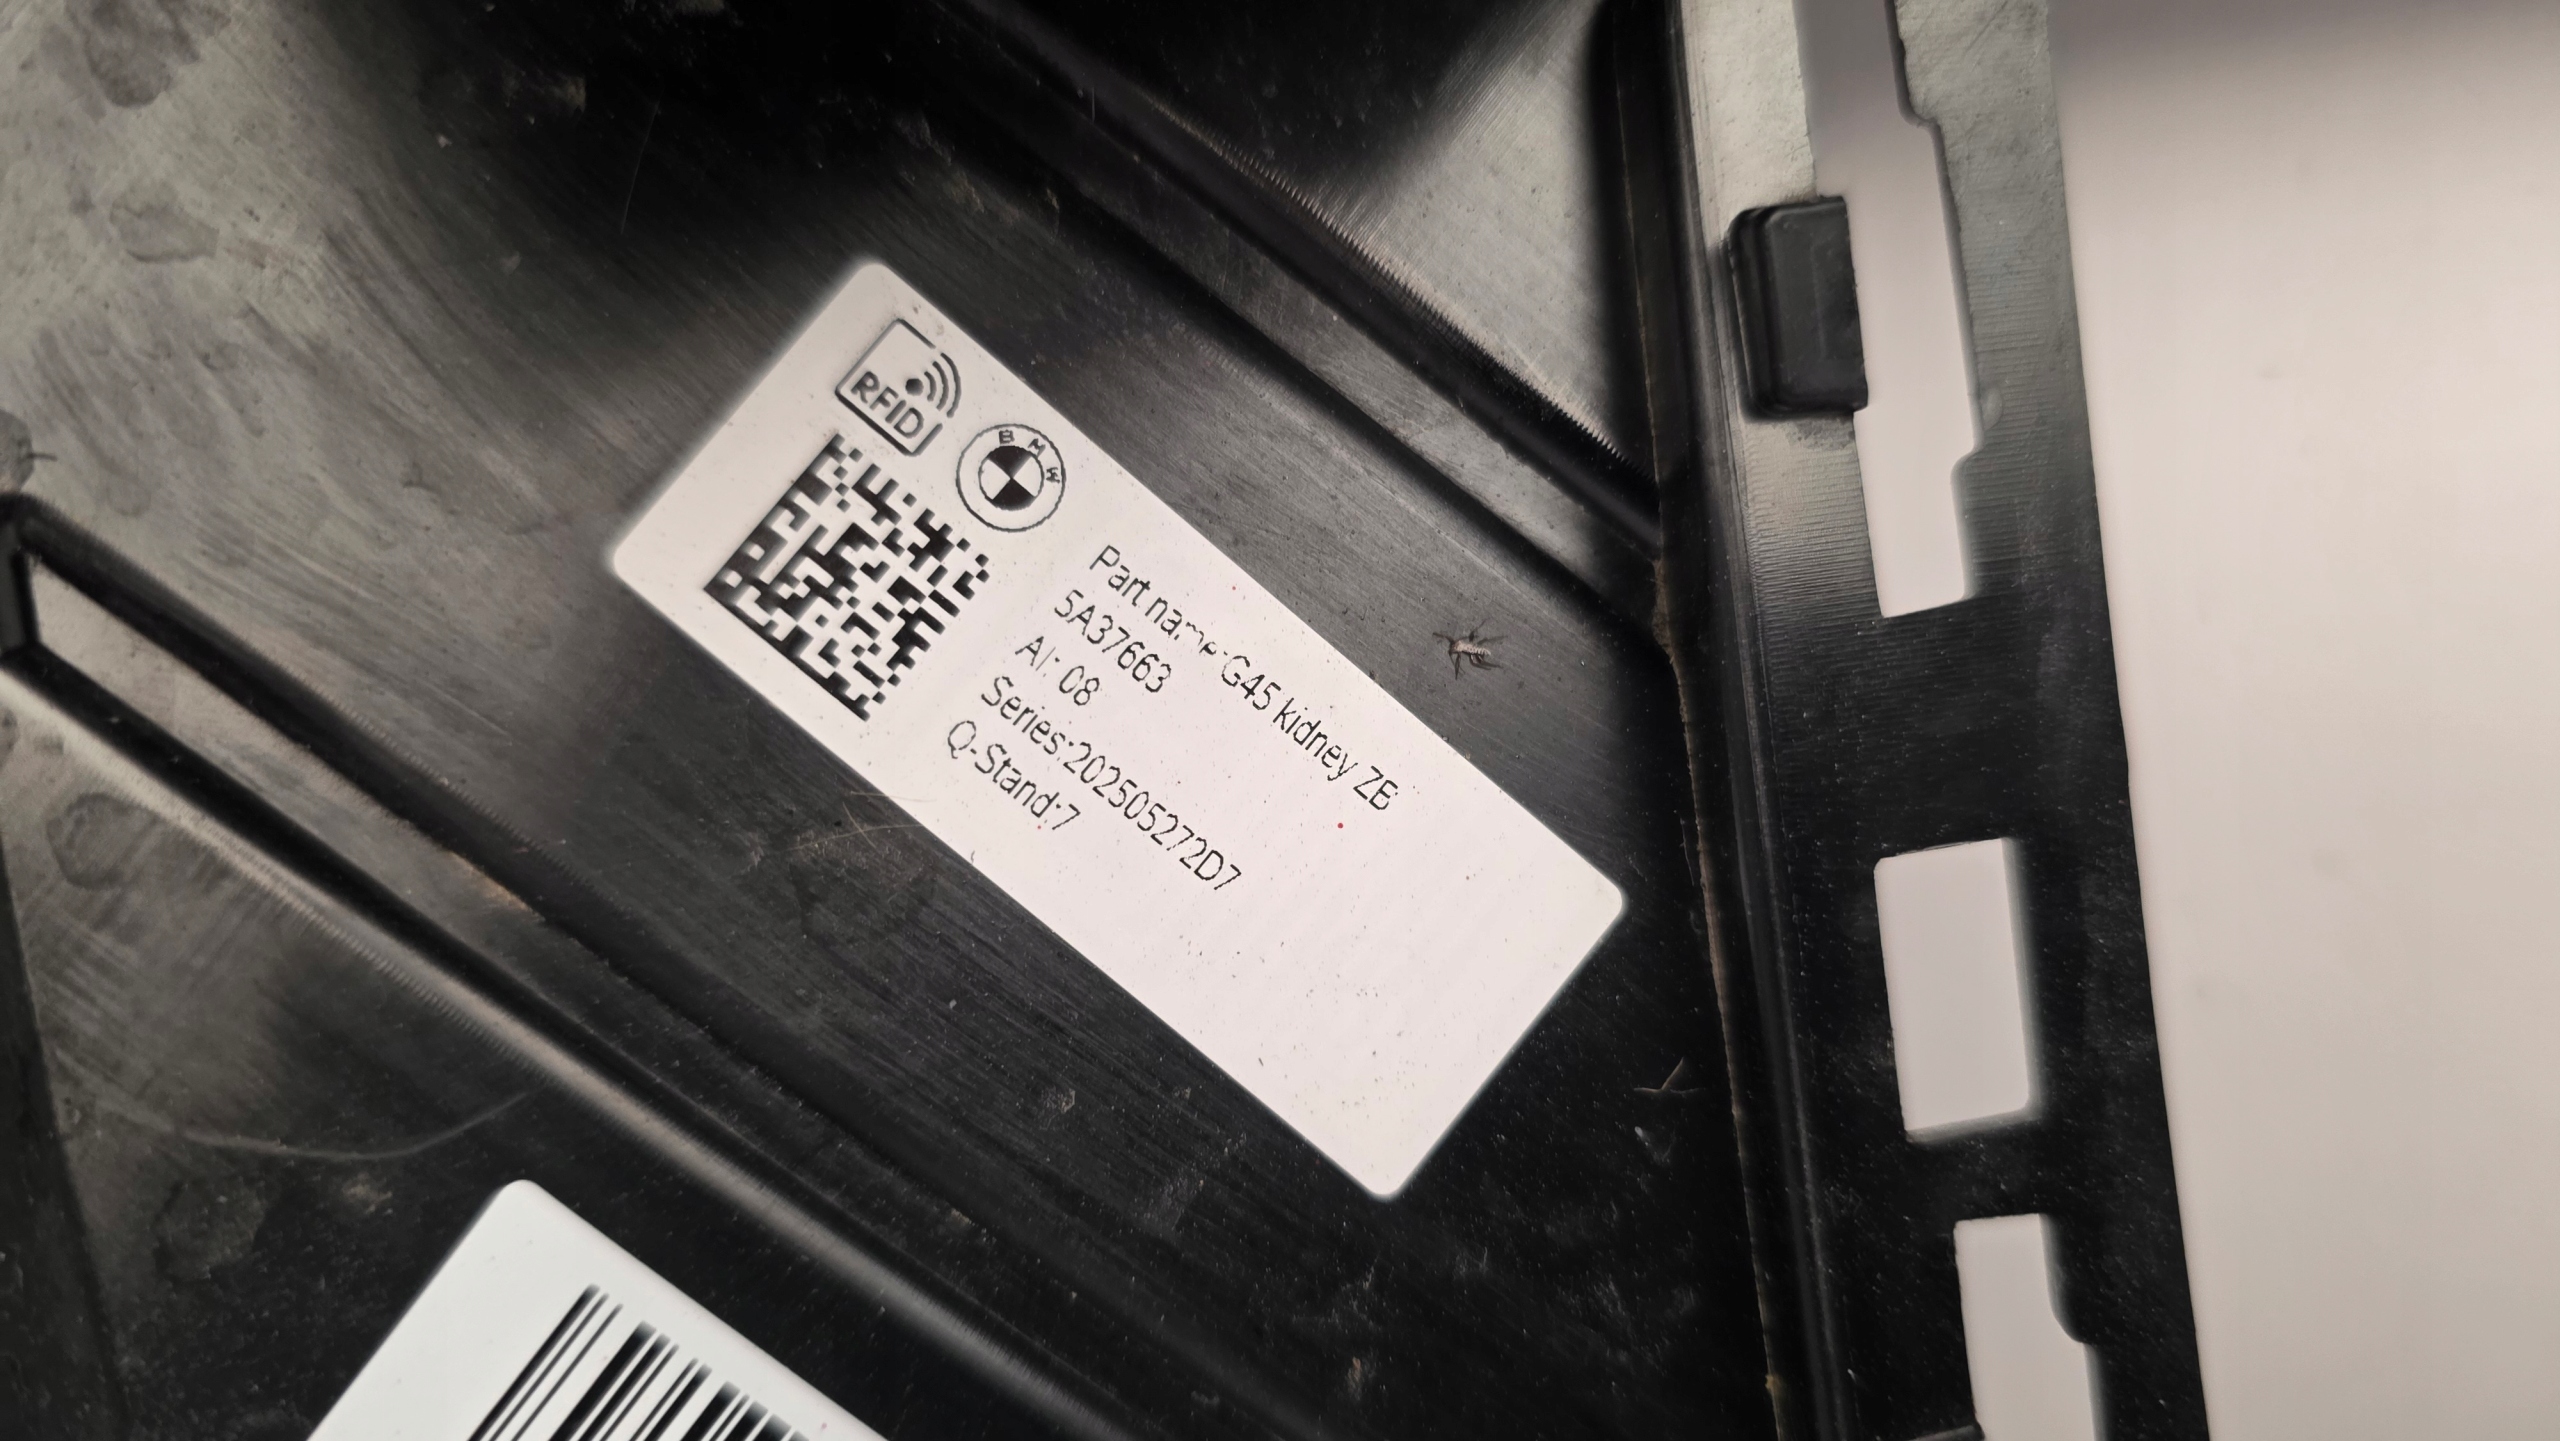 RFID
BMW
Part name:G45 kidney ZB
5A37663
AI: 08
Series:202505272D7
Q-Stand:7